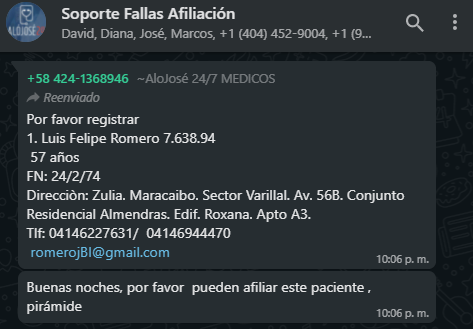 Soporte Fallas Afiliación
David, Diana, José, Marcos, +1 (404) 452-9004, +1 (9...
+58 424-1368946 ~AloJosé 24/7 MEDICOS
Reenviado
Por favor registrar
1. Luis Felipe Romero 7.638.94
57 años
FN: 24/2/74
Direcciòn: Zulia. Maracaibo. Sector Varillal. Av. 56B. Conjunto
Residencial Almendras. Edif. Roxana. Apto A3.
Tlf: 04146227631/ 04146944470
romerojBl@gmail.com
10:06 p. m.
Buenas noches, por favor pueden afiliar este paciente ,
pirámide
10:06 p. m.